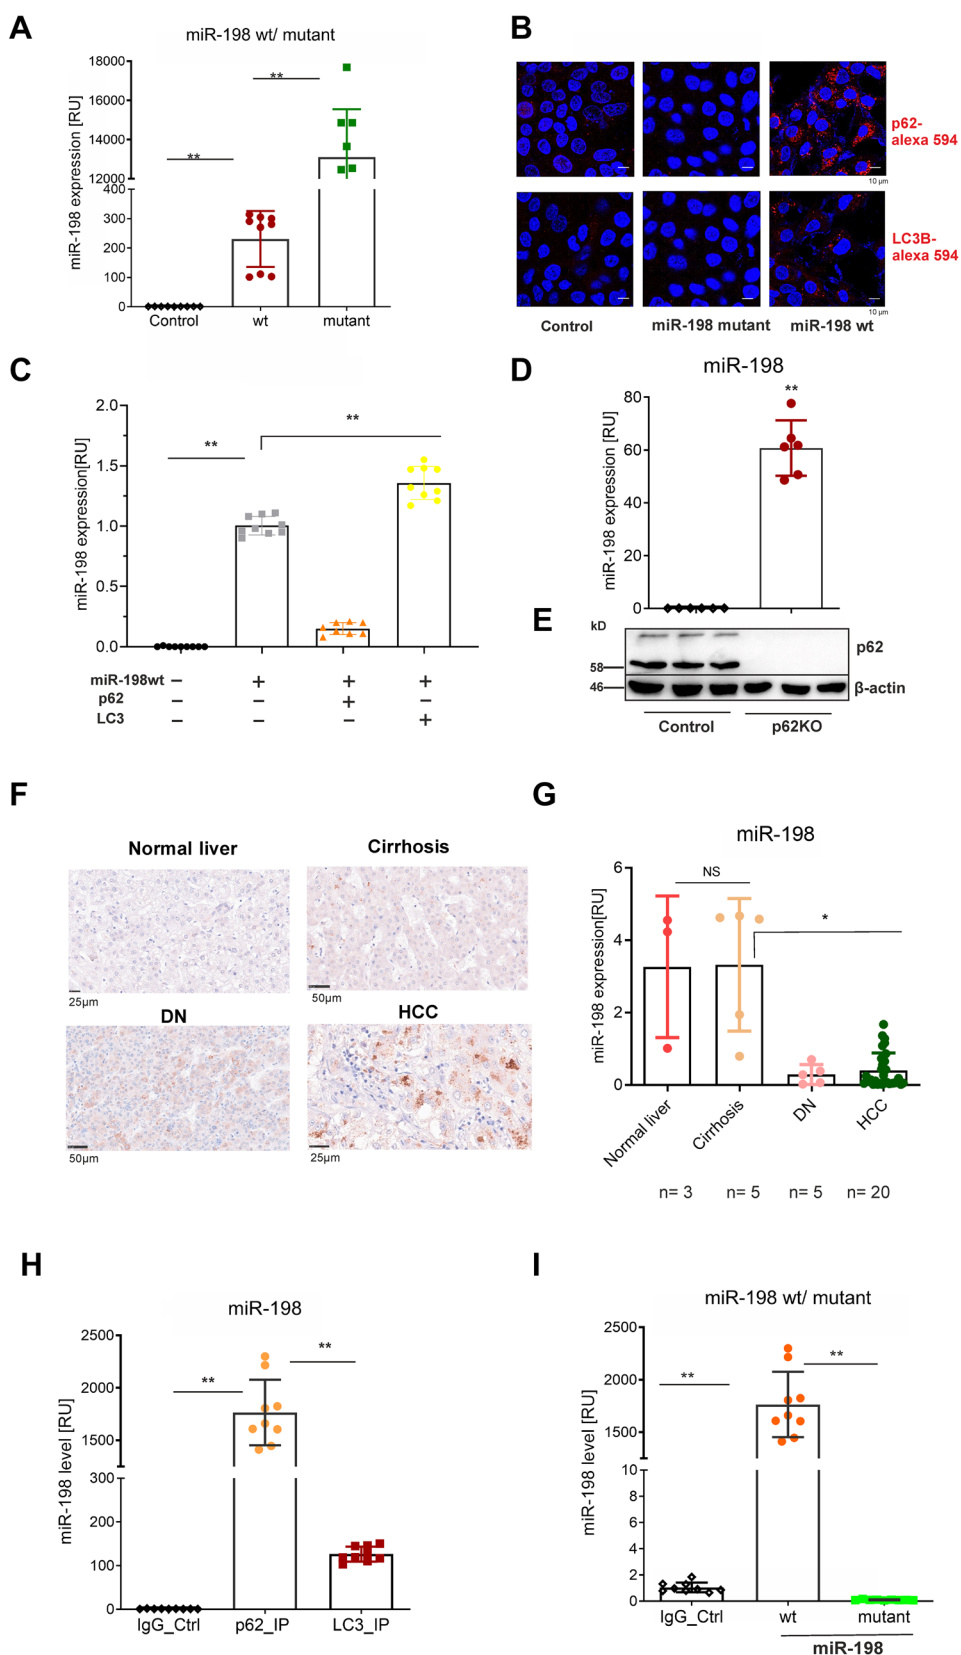 A
miR-198 wt/ mutant
miR-198 expression [RU]
18000
16000
14000
12000
400
300
200
100
0
**
**
Control
wt
mutant
B
p62-
alexa 594
10 µm
LC3B-
alexa 594
10 µm
Control
miR-198 mutant
miR-198 wt
C
miR-198 expression[RU]
2.0
1.5
1.0
0.5
0.0
**
**
miR-198wt − + + +
p62 − − +
LC3 − − − +
D
miR-198
miR-198 expression [RU]
80
60
40
20
0
**
E
kD
58
46
p62
β-actin
Control
p62KO
F
Normal liver
Cirrhosis
25µm
50µm
DN
HCC
50µm
25µm
G
miR-198
miR-198 expression[RU]
6
4
2
0
NS
*
Normal liver
Cirrhosis
DN
HCC
n= 3
n= 5
n= 5
n= 20
H
miR-198
miR-198 level [RU]
2500
2000
1500
300
200
100
0
**
**
IgG_Ctrl
p62_IP
LC3_IP
I
miR-198 wt/ mutant
miR-198 level [RU]
2500
2000
1500
10
8
6
4
2
0
**
**
IgG_Ctrl
wt
mutant
miR-198